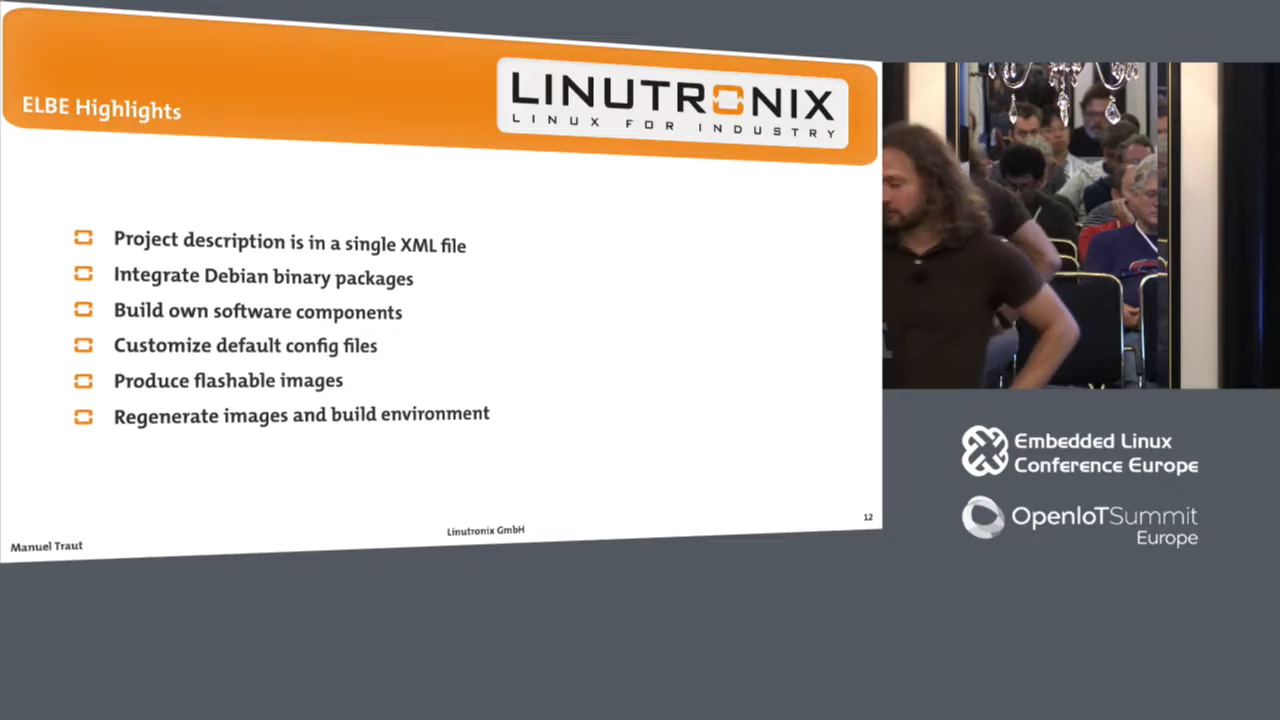 ELBE Highlights
LINUTRONIX
LINUX FOR INDUSTRY
Project description is in a single XML file
Integrate Debian binary packages
Build own software components
Customize default config files
Produce flashable images
Regenerate images and build environment
Manuel Traut
Linutronix GmbH
12
Embedded Linux
Conference Europe
OpenIoTSummit
Europe